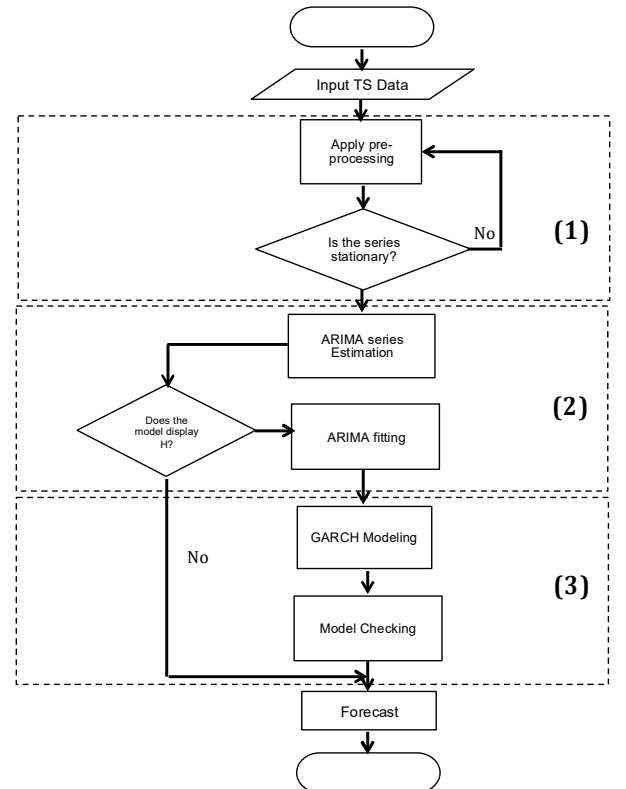 Input TS Data
Apply pre-
processing
Is the series
stationary?
No
(1)
ARIMA series
Estimation
Does the
model display
H?
ARIMA fitting
(2)
GARCH Modeling
No
Model Checking
(3)
Forecast